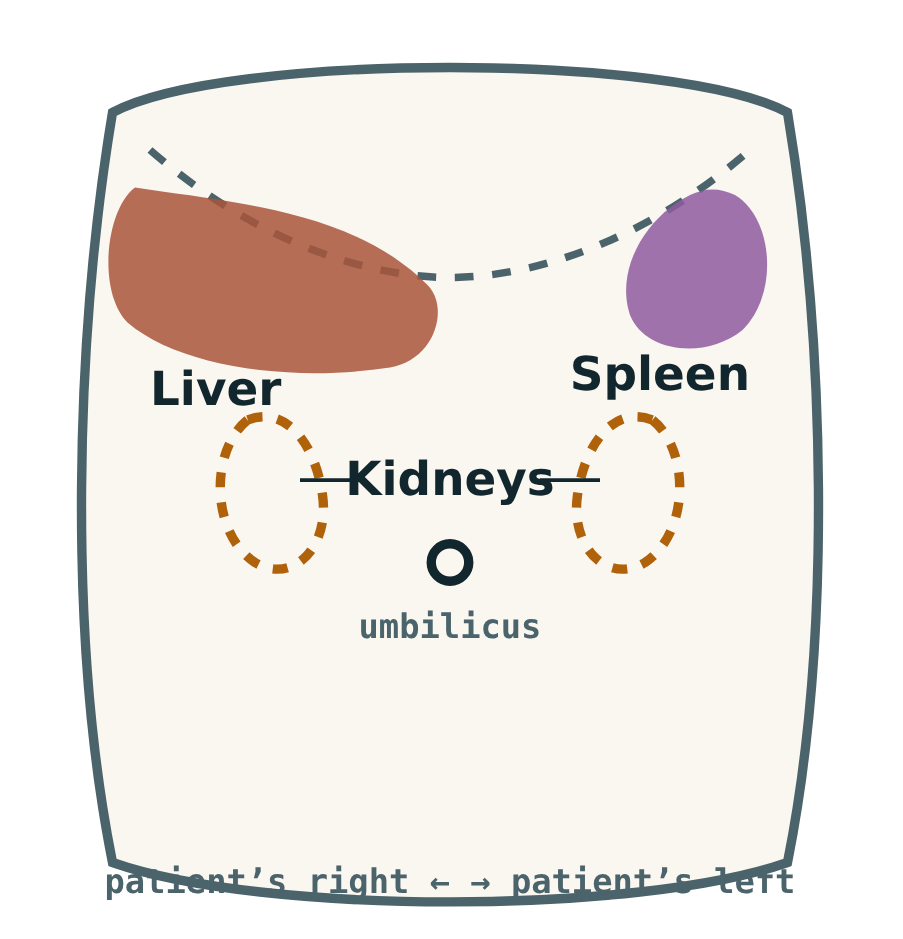 Liver
Spleen
Kidneys
umbilicus
patient’s right ← → patient’s left